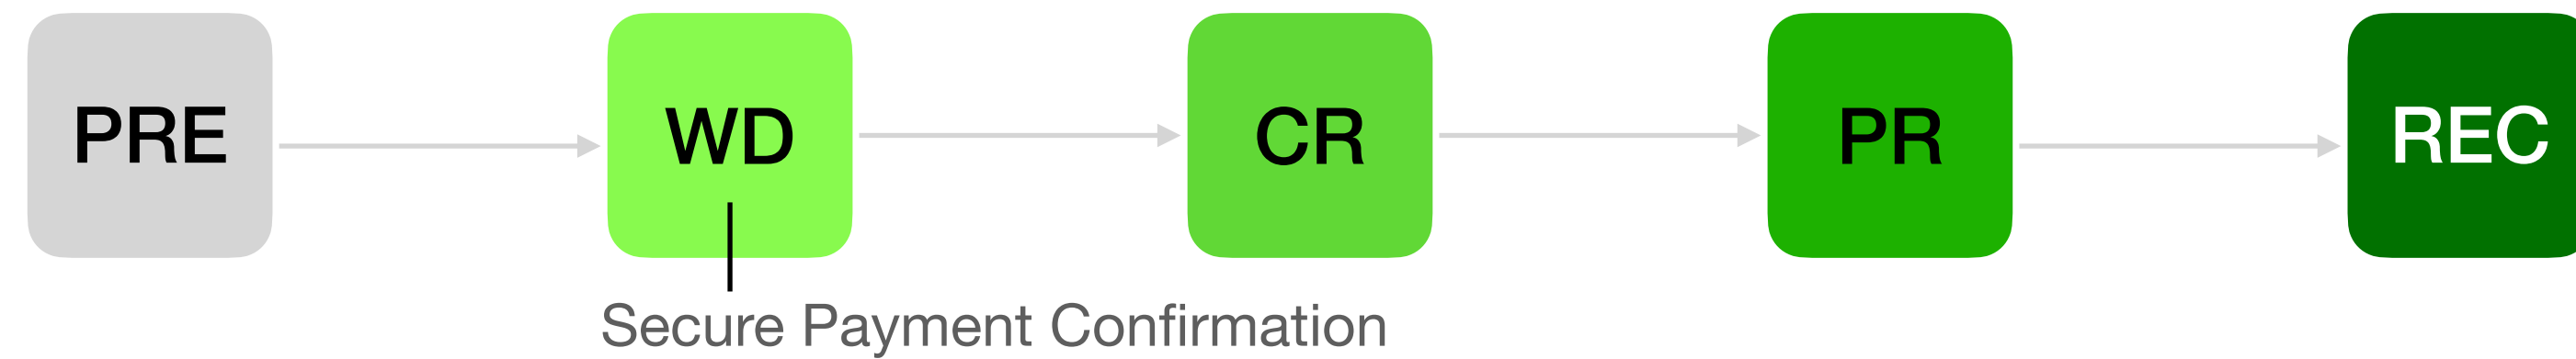 PRE WD CR PR REC
Secure Payment Confirmation